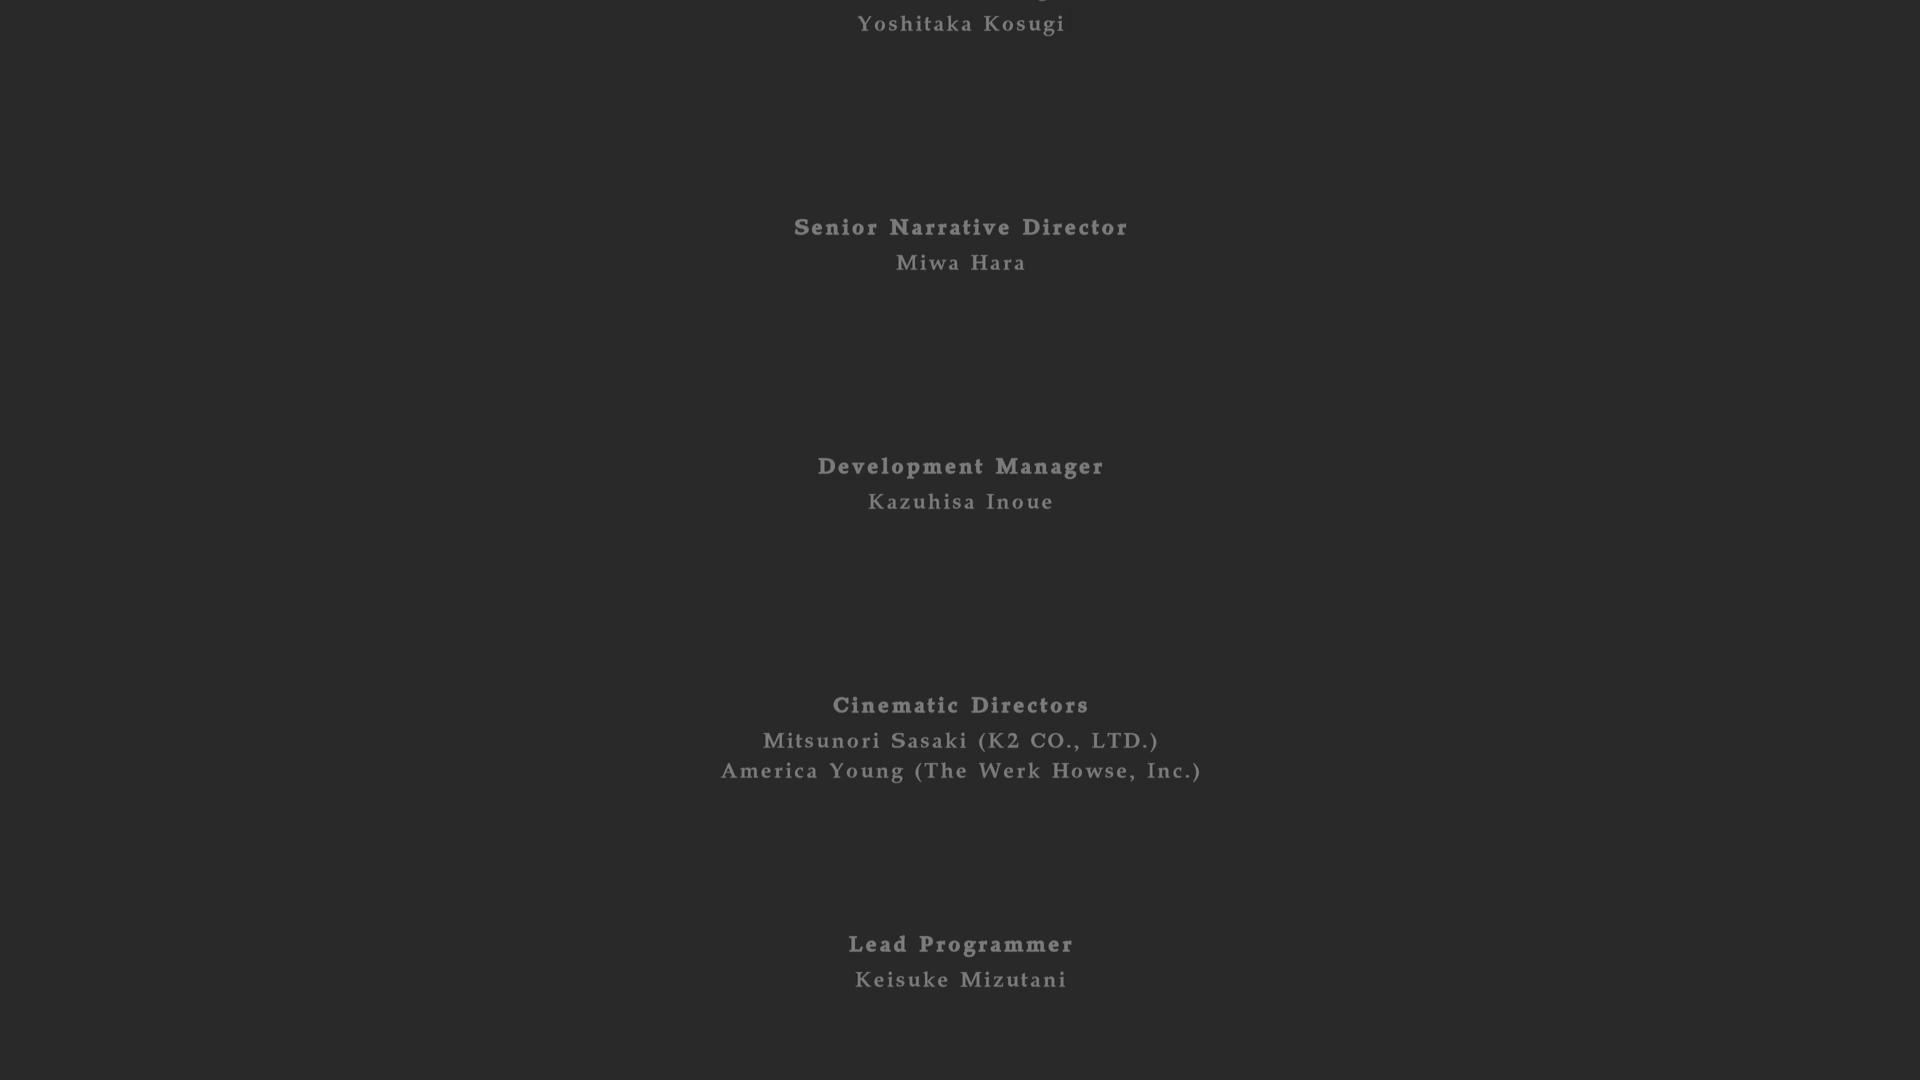 Yoshitaka Kosugi
Senior Narrative Director
Miwa Hara
Development Manager
Kazuhisa Inoue
Cinematic Directors
Mitsunori Sasaki (K2 CO., LTD.)
America Young (The Werk Howse, Inc.)
Lead Programmer
Keisuke Mizutani